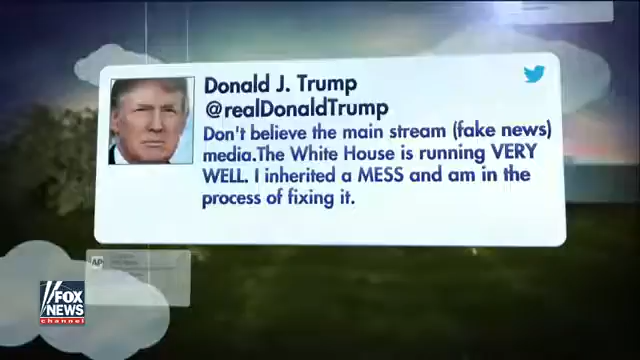 Donald J. Trump
@realDonaldTrump
Don't believe the main stream (fake news)
media.The White House is running VERY
WELL. I inherited a MESS and am in the
process of fixing it.
AP
FOX
NEWS
channel